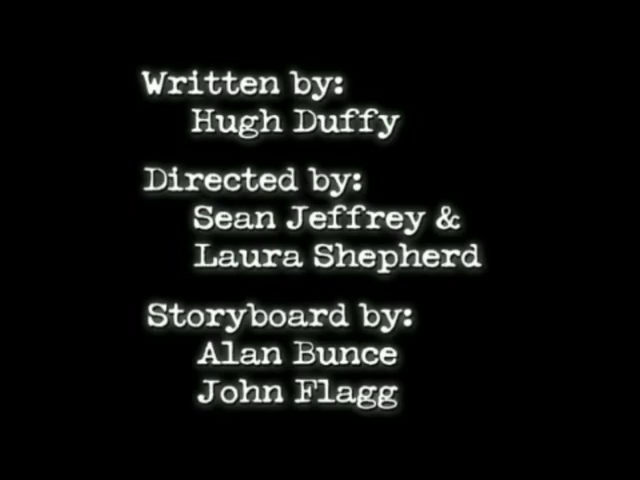 Written by:
Hugh Duffy
Directed by:
Sean Jeffrey &
Laura Shepherd
Storyboard by:
Alan Bunce
John Flagg